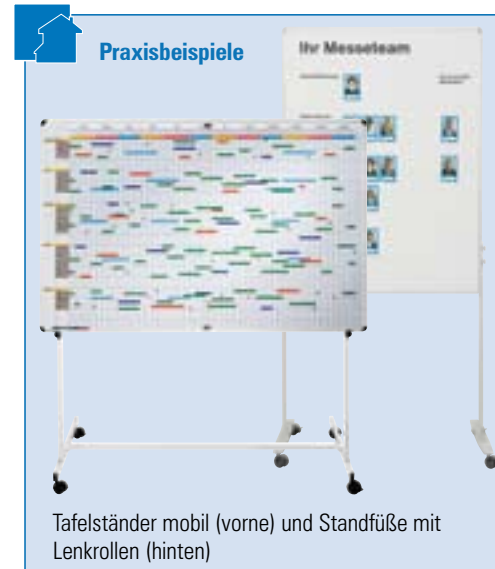 Praxisbeispiele
Ihr Messeteam
Tafelständer mobil (vorne) und Standfüße mit
Lenkrollen (hinten)